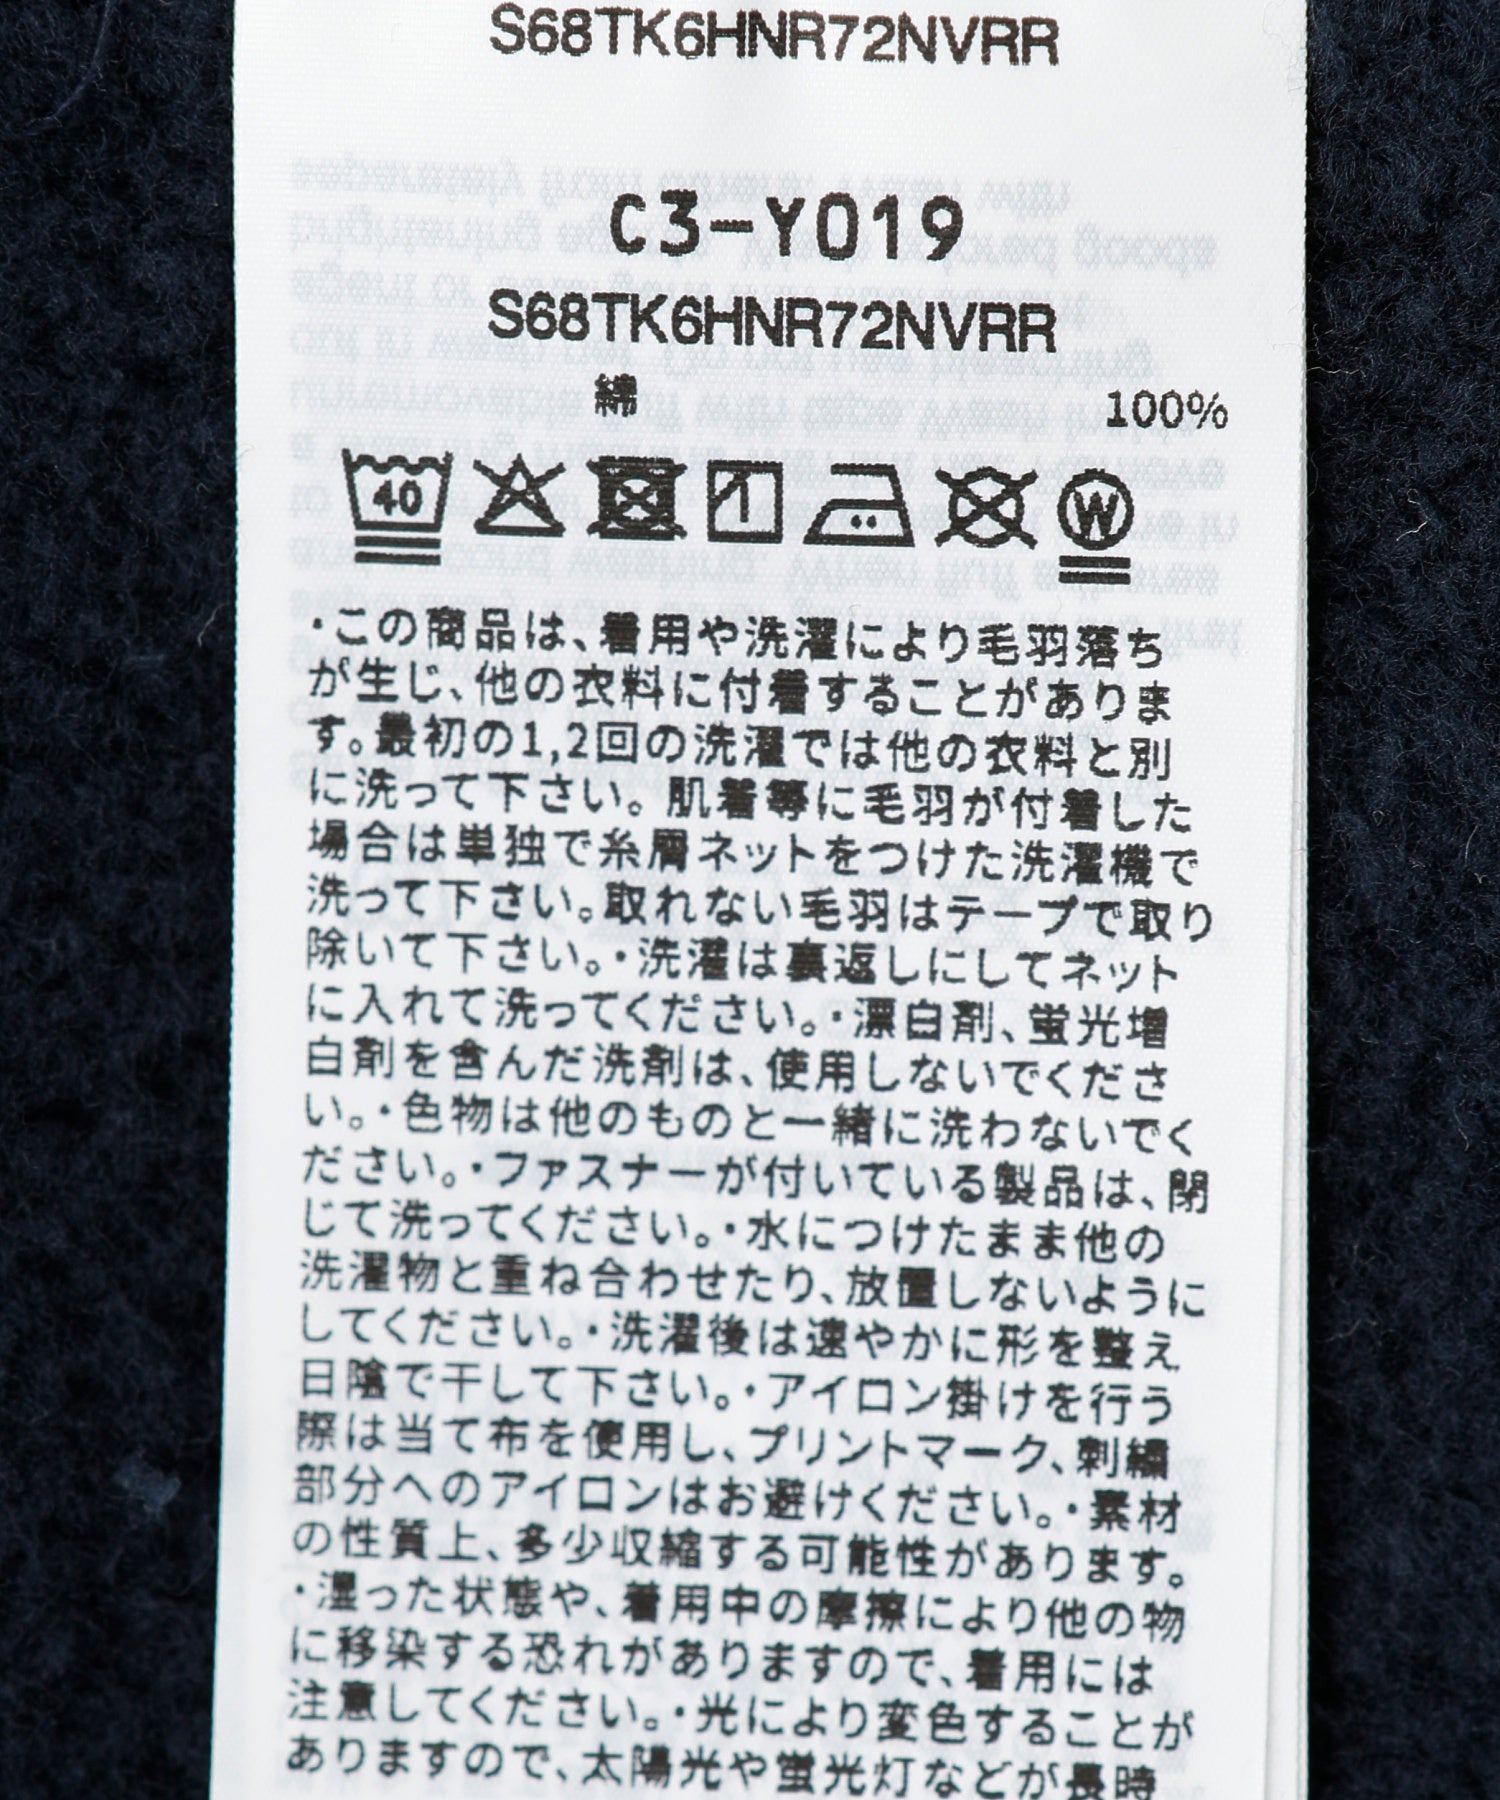 S68TK6HNR72NVRR
C3-Y019
S68TK6HNR72NVRR
綿 100%
40 W
・この商品は、着用や洗濯により毛羽落ち
が生じ、他の衣料に付着することがありま
す。最初の1,2回の洗濯では他の衣料と別
に洗って下さい。肌着等に毛羽が付着した
場合は単独で糸屑ネットをつけた洗濯機で
洗って下さい。取れない毛羽はテープで取り
除いて下さい。・洗濯は裏返しにしてネット
に入れて洗ってください。・漂白剤、蛍光増
白剤を含んだ洗剤は、使用しないでくださ
い。・色物は他のものと一緒に洗わないでく
ださい。・ファスナーが付いている製品は、閉
じて洗ってください。・水につけたまま他の
洗濯物と重ね合わせたり、放置しないように
してください。・洗濯後は速やかに形を整え
日陰で干して下さい。・アイロン掛けを行う
際は当て布を使用し、プリントマーク、刺繍
部分へのアイロンはお避けください。・素材
の性質上、多少収縮する可能性があります。
・湿った状態や、着用中の摩擦により他の物
に移染する恐れがありますので、着用には
注意してください。・光により変色することが
ありますので、太陽光や蛍光灯などが長時